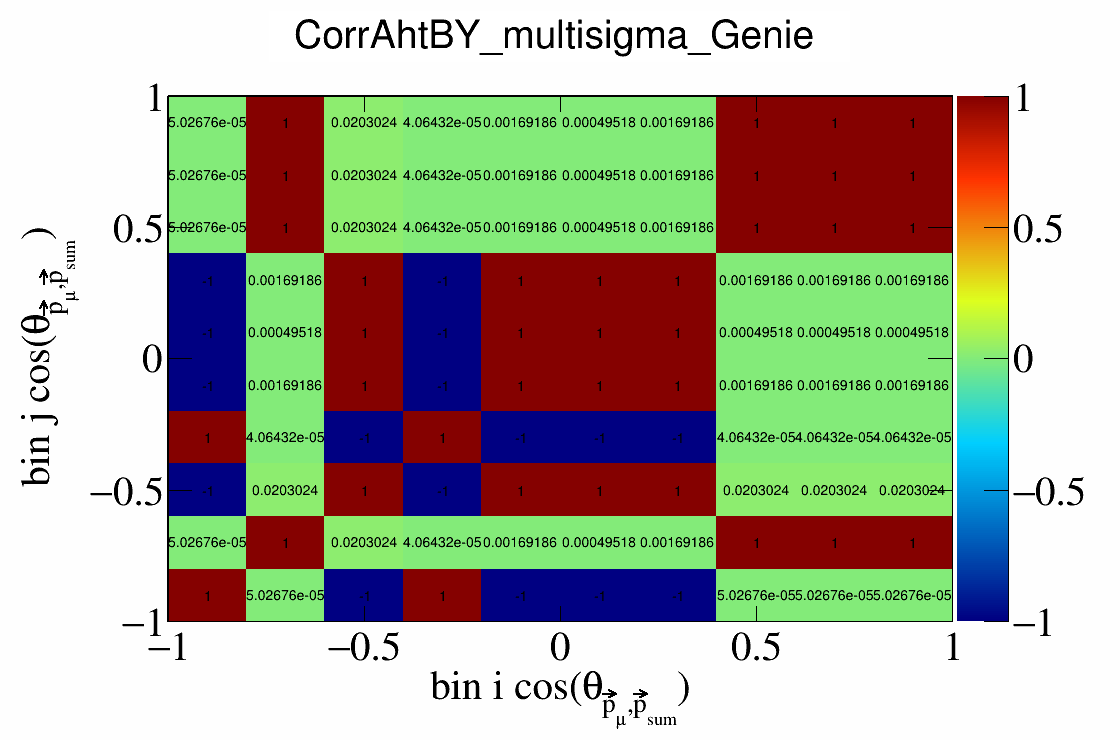 CorrAhtBY_multisigma_Genie
1
5.02676e-05 1 0.0203024 4.06432e-05 0.00169186 0.00049518 0.00169186 1 1 1
1
5.02676e-05 1 0.0203024 4.06432e-05 0.00169186 0.00049518 0.00169186 1 1 1
0.5
5.02676e-05 1 0.0203024 4.06432e-05 0.00169186 0.00049518 0.00169186 1 1 1
0.5
-1 0.00169186 1 -1 1 1 1 0.00169186 0.00169186 0.00169186
-1 0.00049518 1 -1 1 1 1 0.00049518 0.00049518 0.00049518
0
0
-1 0.00169186 1 -1 1 1 1 0.00169186 0.00169186 0.00169186
1 4.06432e-05 -1 1 -1 -1 -1 4.06432e-05 4.06432e-05 4.06432e-05
−0.5
-1 0.0203024 1 -1 1 1 1 0.0203024 0.0203024 0.0203024
−0.5
5.02676e-05 1 0.0203024 4.06432e-05 0.00169186 0.00049518 0.00169186 1 1 1
1 5.02676e-05 -1 1 -1 -1 -1 5.02676e-05 5.02676e-05 5.02676e-05
−1
−1
−1 −0.5 0 0.5 1
bin i cos(θp⃗μ,p⃗sum)
bin j cos(θp⃗μ,p⃗sum)